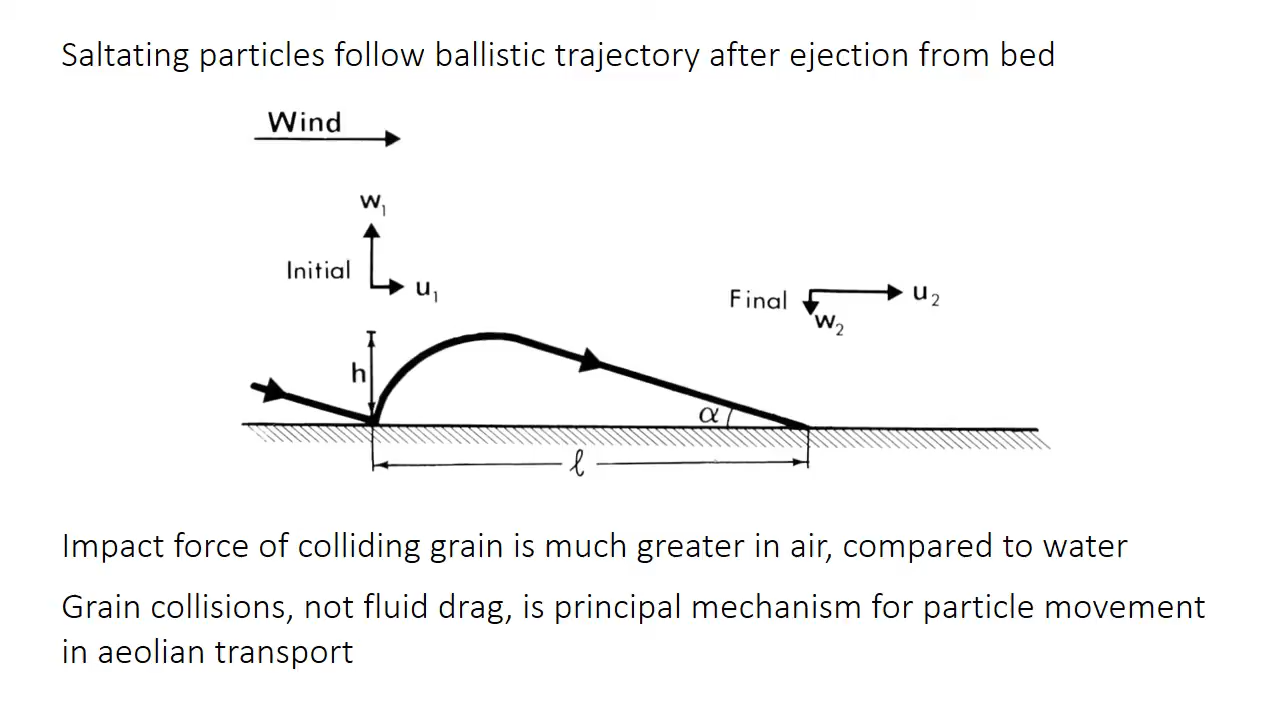 Saltating particles follow ballistic trajectory after ejection from bed
Wind
w₁
Initial
u₁
Final
u₂
w₂
h
α
ℓ
Impact force of colliding grain is much greater in air, compared to water
Grain collisions, not fluid drag, is principal mechanism for particle movement
in aeolian transport